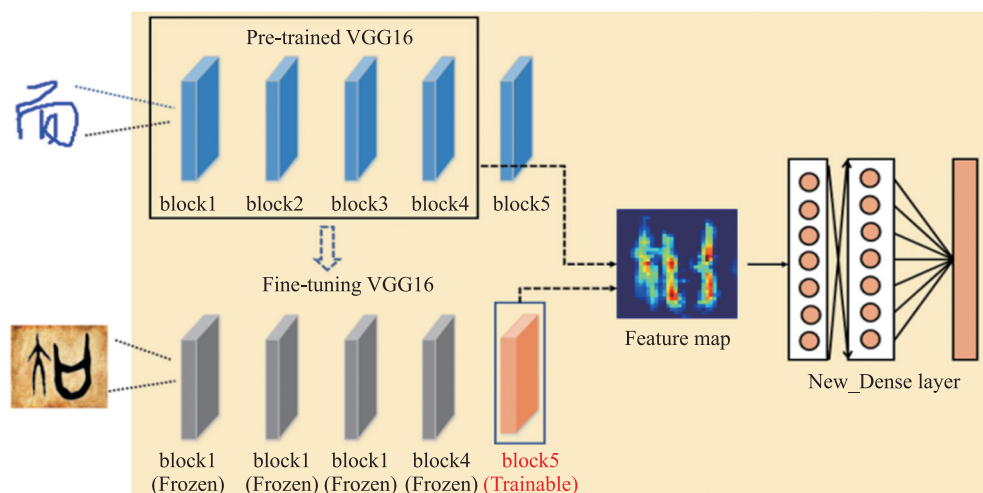 Pre-trained VGG16
而
block1 block2 block3 block4 block5
Fine-tuning VGG16
Feature map
New_Dense layer
block1 block1 block1 block4 block5
(Frozen) (Frozen) (Frozen) (Frozen) (Trainable)